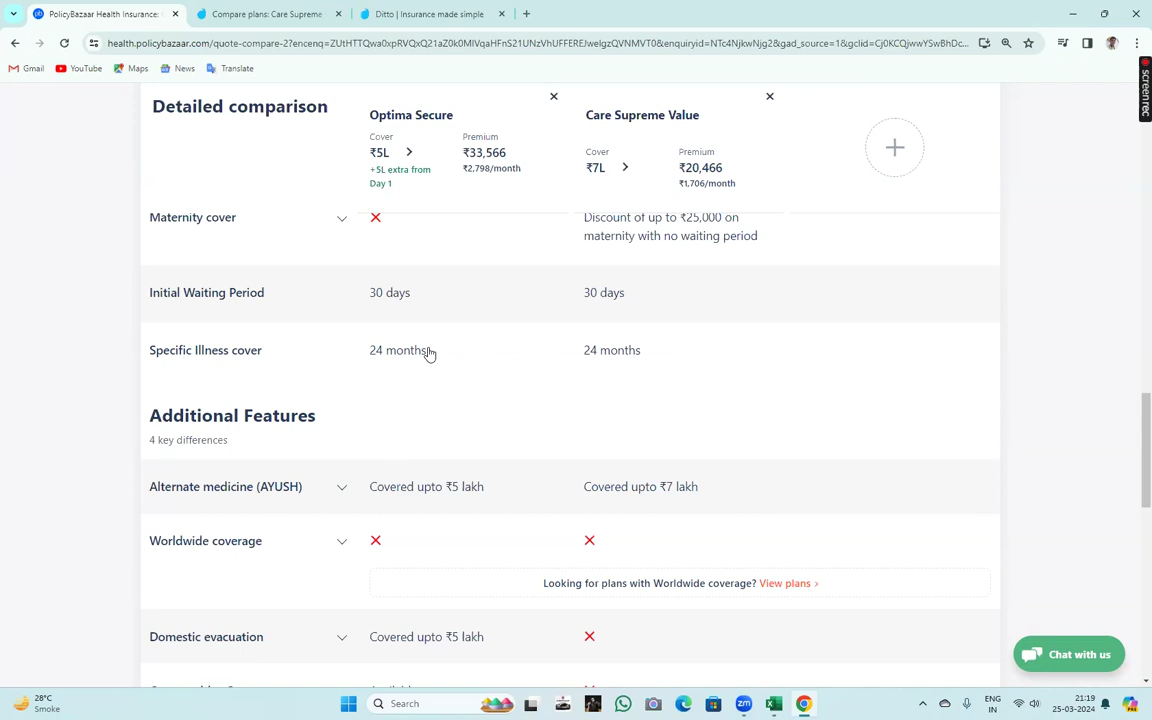 PolicyBazaar Health Insurance:
Compare plans: Care Supreme
Ditto | Insurance made simple
health.policybazaar.com/quote-compare-2?encenq=ZUtHTTQwa0xpRVQxQ21aZ0k0MlVqaHFnS21UNzVhUFFEREJwelgzQVNMVT0&enquiryid=NTc4NjkwNjg2&gad_source=1&gclid=Cj0KCQjwwYSwBhDc...
Gmail
YouTube
Maps
News
Translate
screenrec
Detailed comparison
Optima Secure
Care Supreme Value
Cover
Premium
₹5L
₹33,566
+5L extra from
Day 1
₹2,798/month
Cover
Premium
₹7L
₹20,466
₹1,706/month
Maternity cover
Discount of up to ₹25,000 on
maternity with no waiting period
Initial Waiting Period
30 days
30 days
Specific Illness cover
24 months
24 months
Additional Features
4 key differences
Alternate medicine (AYUSH)
Covered upto ₹5 lakh
Covered upto ₹7 lakh
Worldwide coverage
Looking for plans with Worldwide coverage? View plans ›
Domestic evacuation
Covered upto ₹5 lakh
Chat with us
28°C
Smoke
Search
ENG
IN
21:19
25-03-2024